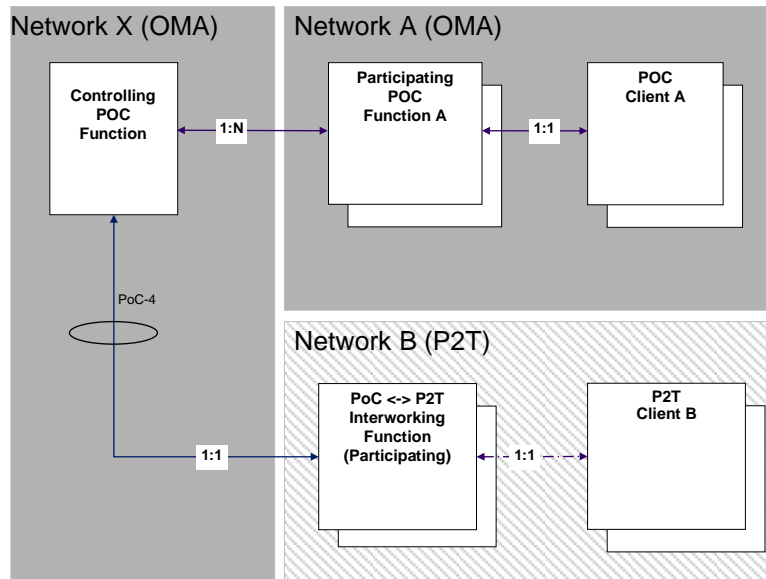 Network X (OMA)
Network A (OMA)
Controlling
POC
Function
1:N
Participating
POC
Function A
1:1
POC
Client A
PoC-4
Network B (P2T)
1:1
PoC <-> P2T
Interworking
Function
(Participating)
1:1
P2T
Client B